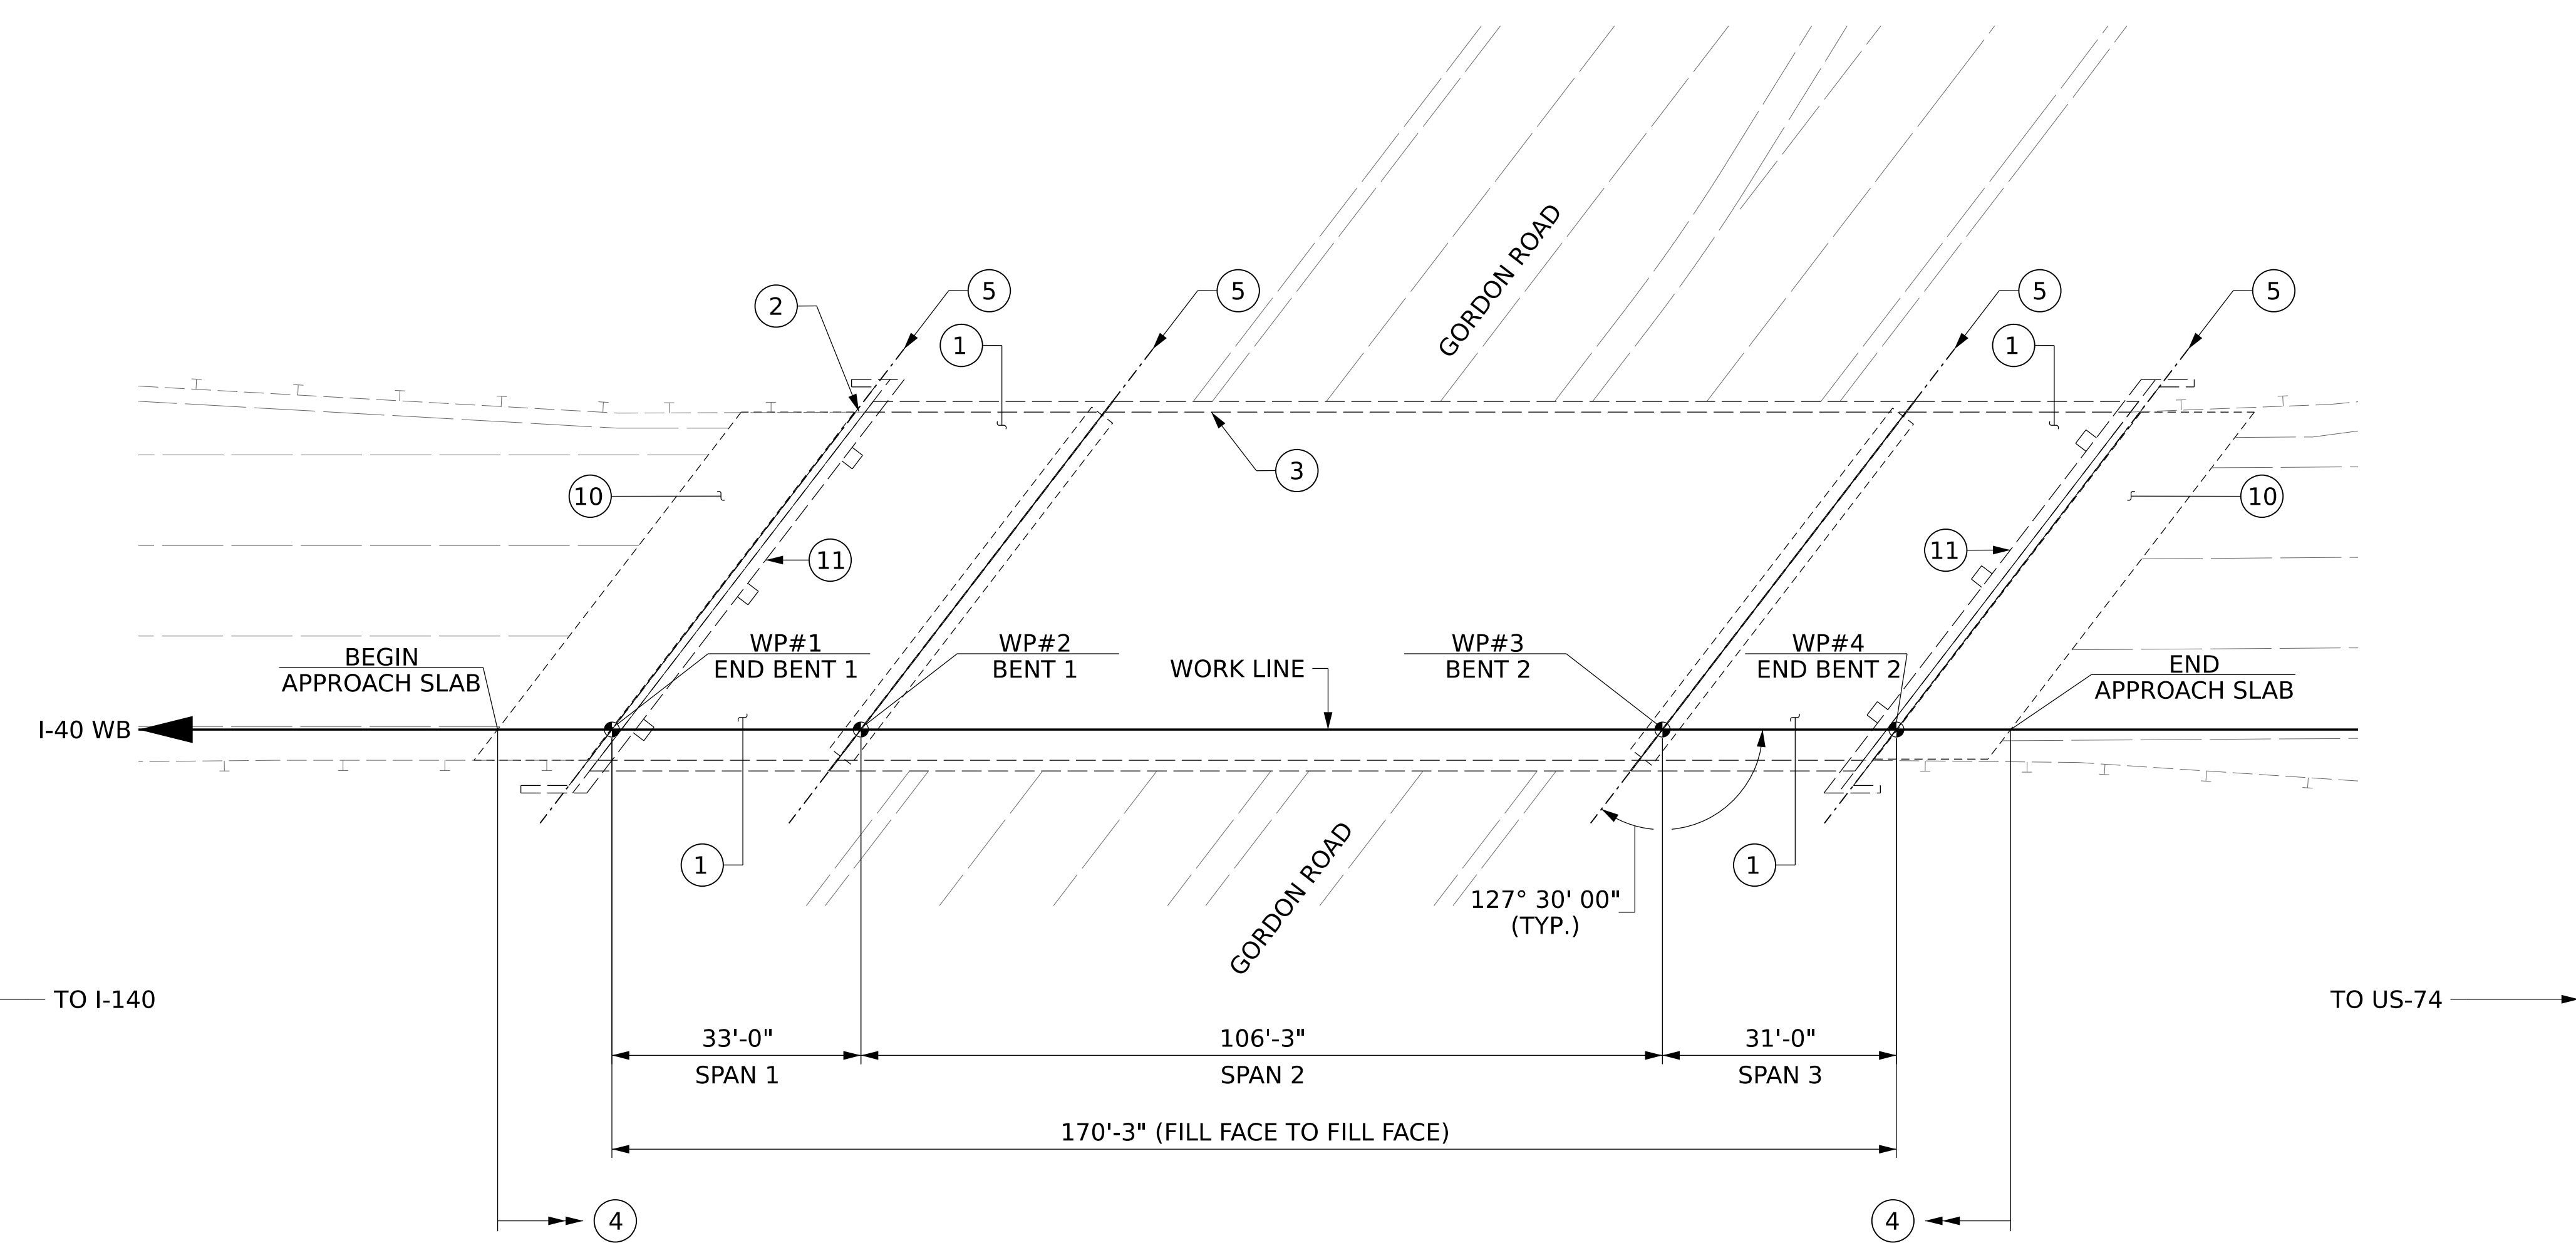 GORDON ROAD
5
5
5
5
2
1
1
3
10
10
11
11
WP#1
END BENT 1
WP#2
BENT 1
WORK LINE
WP#3
BENT 2
WP#4
END BENT 2
BEGIN
APPROACH SLAB
END
APPROACH SLAB
I-40 WB
1
1
127° 30' 00"
(TYP.)
GORDON ROAD
TO I-140
TO US-74
33'-0"
SPAN 1
106'-3"
SPAN 2
31'-0"
SPAN 3
170'-3" (FILL FACE TO FILL FACE)
4
4